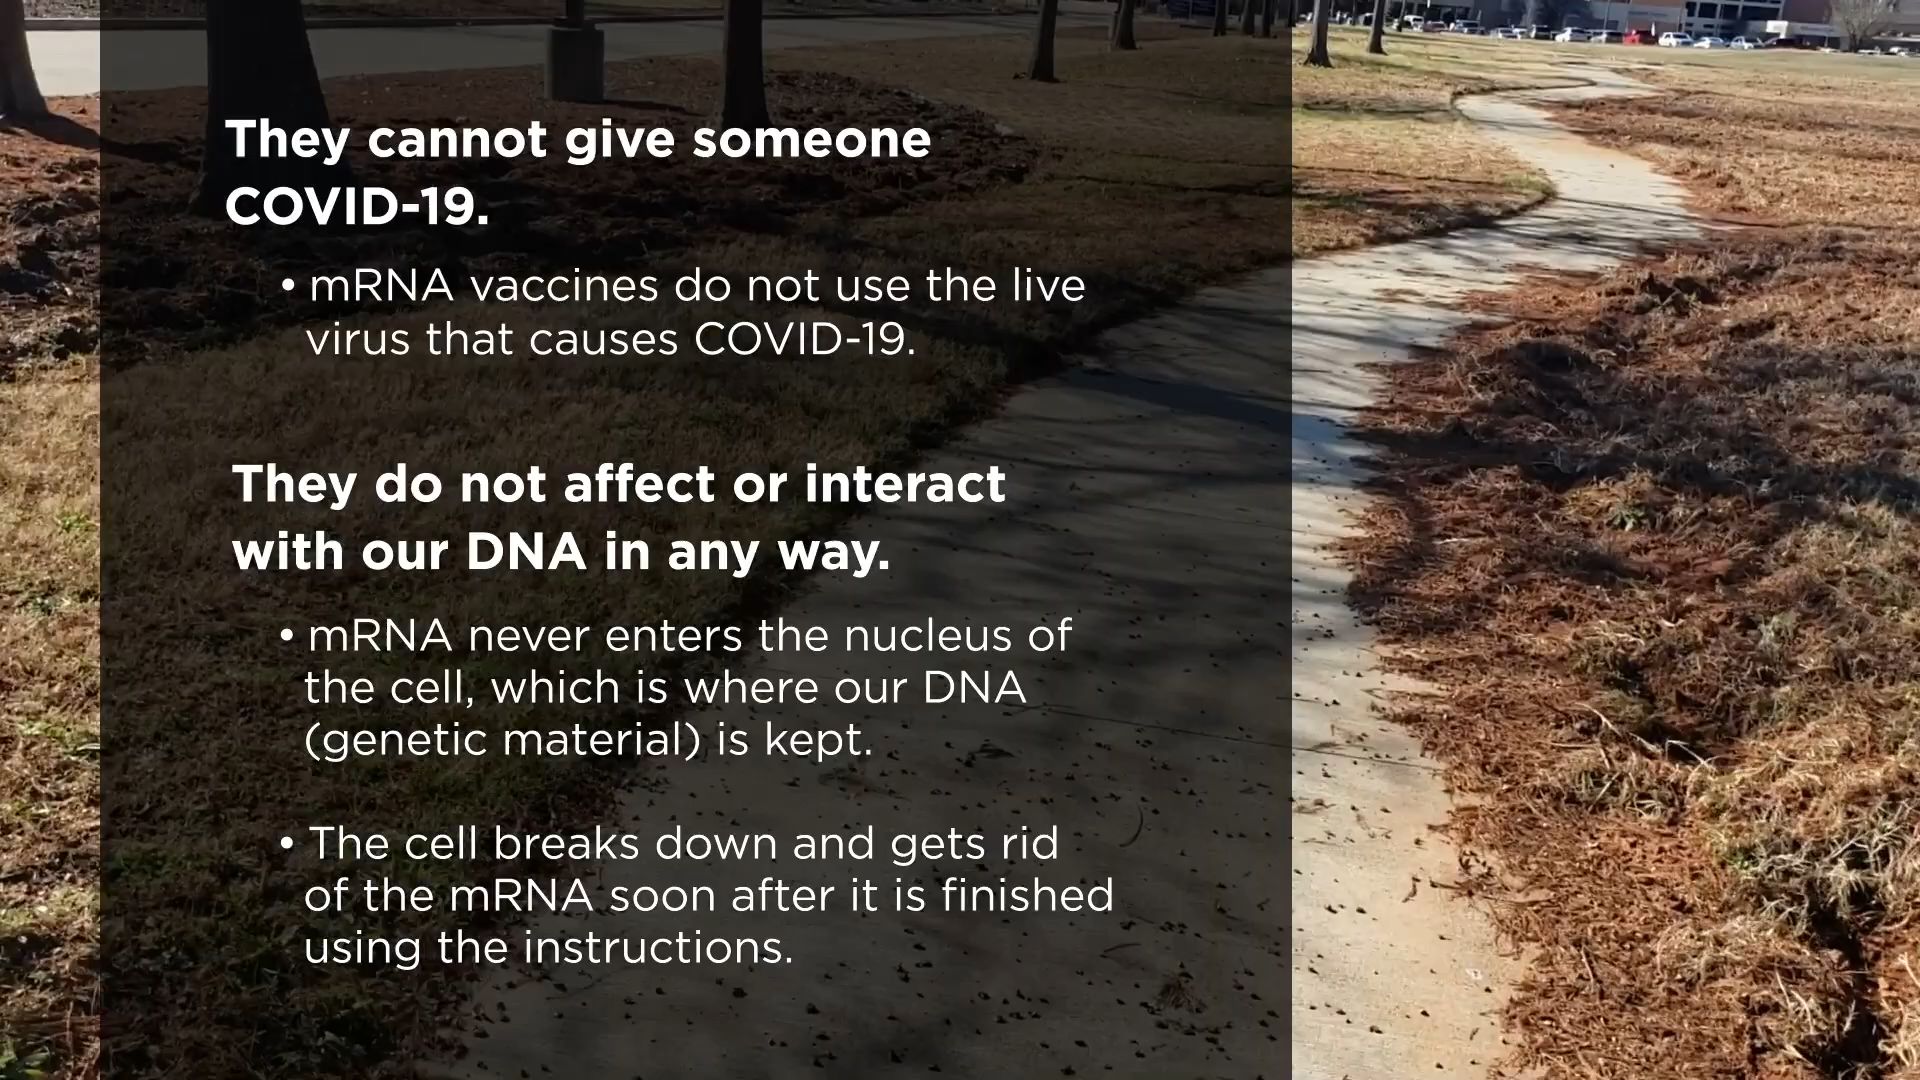 They cannot give someone
COVID-19.
• mRNA vaccines do not use the live
virus that causes COVID-19.
They do not affect or interact
with our DNA in any way.
• mRNA never enters the nucleus of
the cell, which is where our DNA
(genetic material) is kept.
• The cell breaks down and gets rid
of the mRNA soon after it is finished
using the instructions.